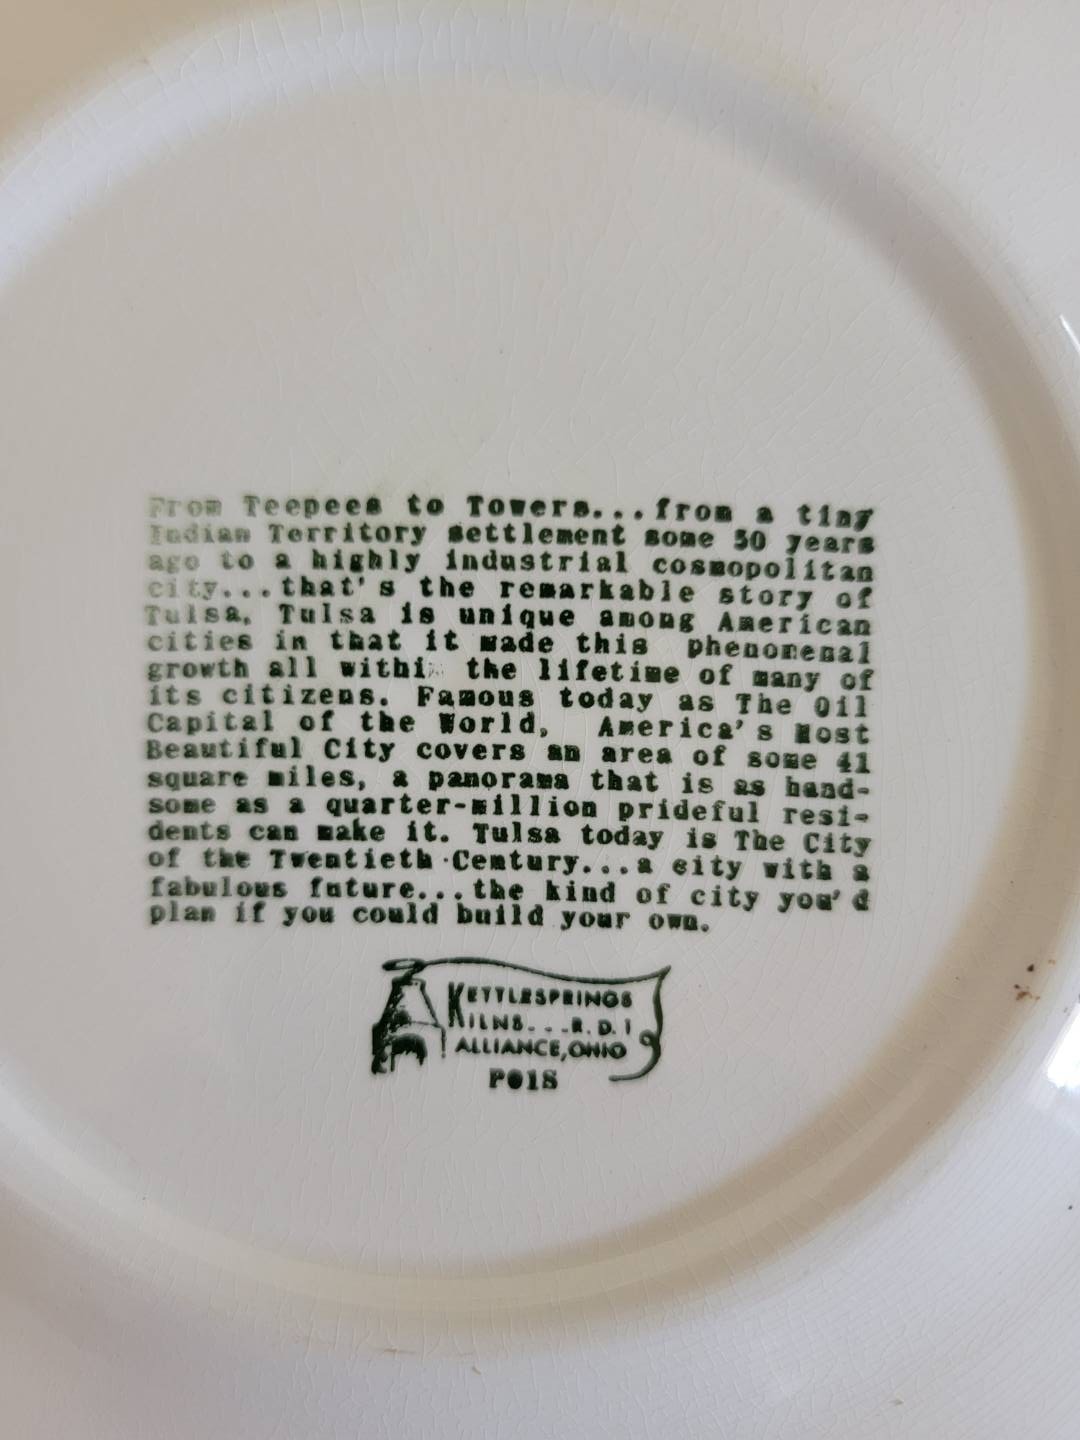 From Teepees to Towers...from a tiny
Indian Territory settlement some 50 years
ago to a highly industrial cosmopolitan
city...that's the remarkable story of
Tulsa. Tulsa is unique among American
cities in that it made this phenomenal
growth all withi the lifetime of many of
its citizens. Famous today as The Oil
Capital of the World, America's Most
Beautiful City covers an area of some 41
square miles, a panorama that is as hand-
some as a quarter-million prideful resi-
dents can make it. Tulsa today is The City
of the Twentieth Century...a city with a
fabulous future...the kind of city you'd
plan if you could build your own.
KETTLESPRINGS
KILNS...R.D.1
ALLIANCE, OHIO
P01S